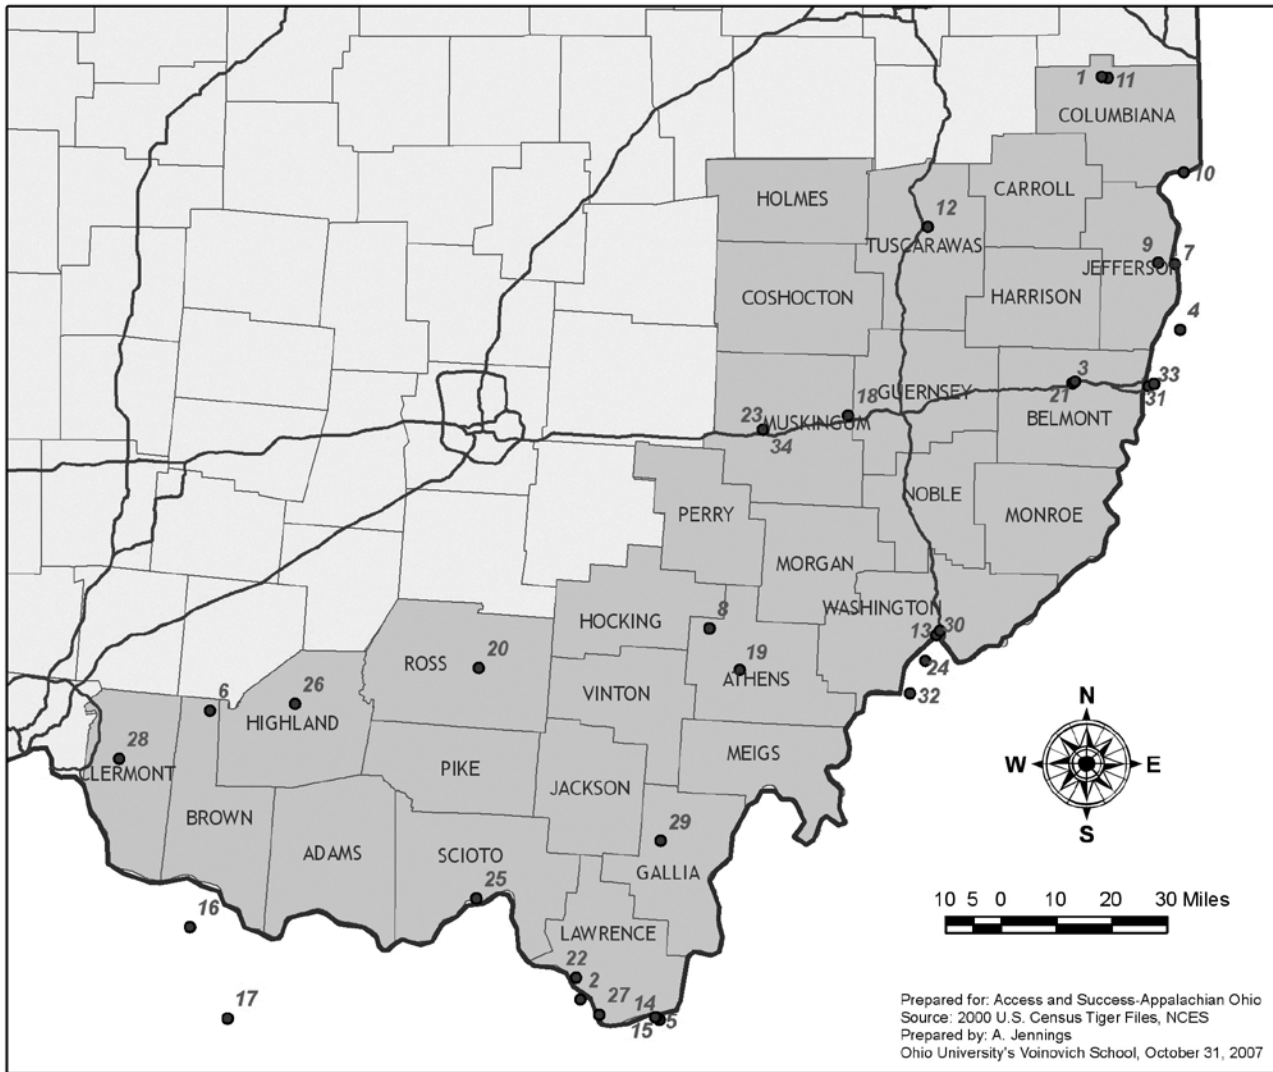 1 11
COLUMBIANA
10
HOLMES
CARROLL
12
TUSCARAWAS
9 7
JEFFERSON
COSHOCTON
HARRISON
4
3 33
GUERNSEY
21 31
18
23 MUSKINGUM
BELMONT
34
NOBLE
PERRY
MONROE
MORGAN
WASHINGTON
HOCKING
8
13 30
ROSS 20
19
24
ATHENS
VINTON
6 26
32
HIGHLAND
N
28
MEIGS
W E
CLERMONT
PIKE
JACKSON
S
BROWN
29
ADAMS
SCIOTO
GALLIA
25
10 5 0 10 20 30 Miles
16
LAWRENCE
22
2
17
27 14
15 5
Prepared for: Access and Success-Appalachian Ohio
Source: 2000 U.S. Census Tiger Files, NCES
Prepared by: A. Jennings
Ohio University's Voinovich School, October 31, 2007